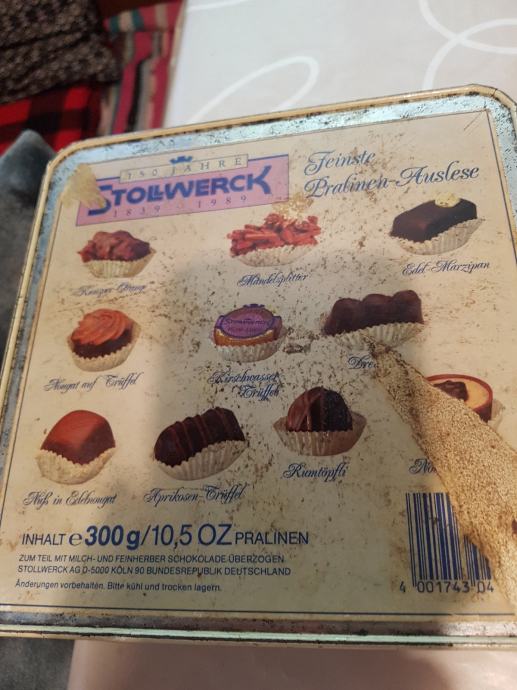 150 JAHRE
STOLLWERCK
1839 - 1989
Feinste
Pralinen-Auslese
Mandelsplitter
Edel-Marzipan
STOLLWERCK
Nougat auf Trüffel
Kirschwasser
Trüffel
Nuß in Edelnougat
Aprikosen-Trüffel
Rumtöpfli
INHALT e 300 g/10,5 OZ PRALINEN
ZUM TEIL MIT MILCH- UND FEINHERBER SCHOKOLADE ÜBERZOGEN
STOLLWERCK AG D-5000 KÖLN 90 BUNDESREPUBLIK DEUTSCHLAND
Änderungen vorbehalten. Bitte kühl und trocken lagern.
4 001743 04